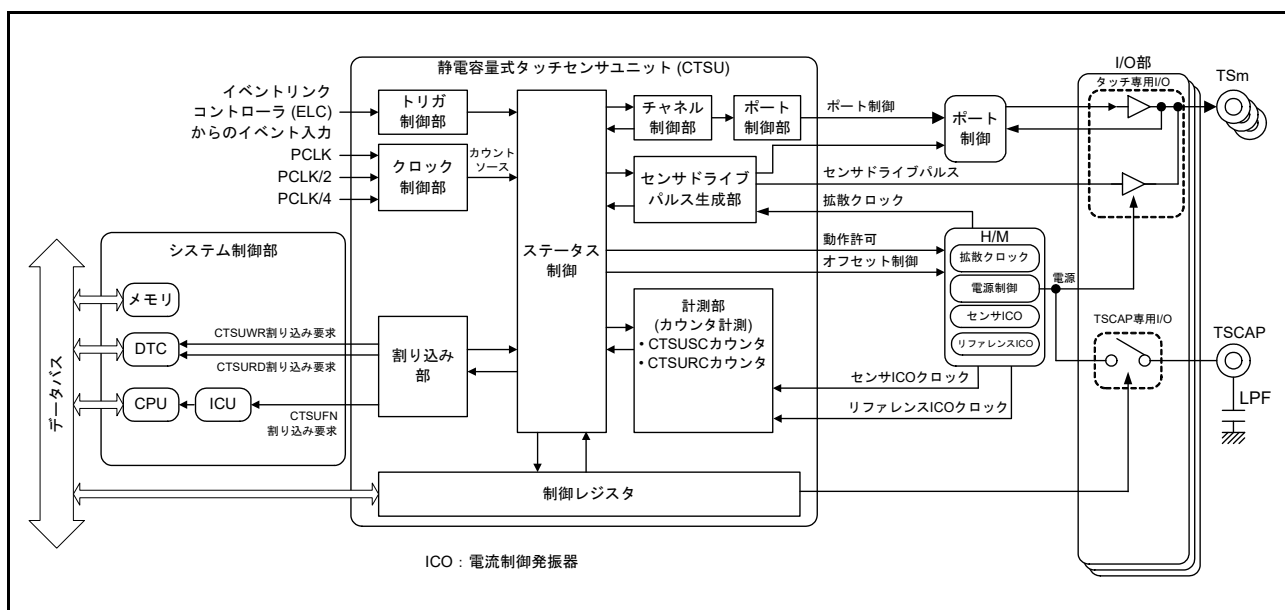 静電容量式タッチセンサユニット (CTSU)
I/O部
タッチ専用I/O
TSm
イベントリンク
コントローラ (ELC)
からのイベント入力
トリガ
制御部
チャネル
制御部
ポート
制御部
ポート制御
ポート
制御
PCLK
PCLK/2
PCLK/4
クロック
制御部
カウント
ソース
センサドライブ
パルス生成部
センサドライブパルス
拡散クロック
システム制御部
ステータス
制御
動作許可
オフセット制御
H/M
拡散クロック
電源制御
センサICO
リファレンスICO
電源
メモリ
DTC
CPU
ICU
CTSUWR割り込み要求
CTSURD割り込み要求
CTSUFN
割り込み要求
割り込み
部
計測部
(カウンタ計測)
・CTSUSCカウンタ
・CTSURCカウンタ
センサICOクロック
リファレンスICOクロック
TSCAP専用I/O
TSCAP
LPF
データバス
制御レジスタ
ICO：電流制御発振器